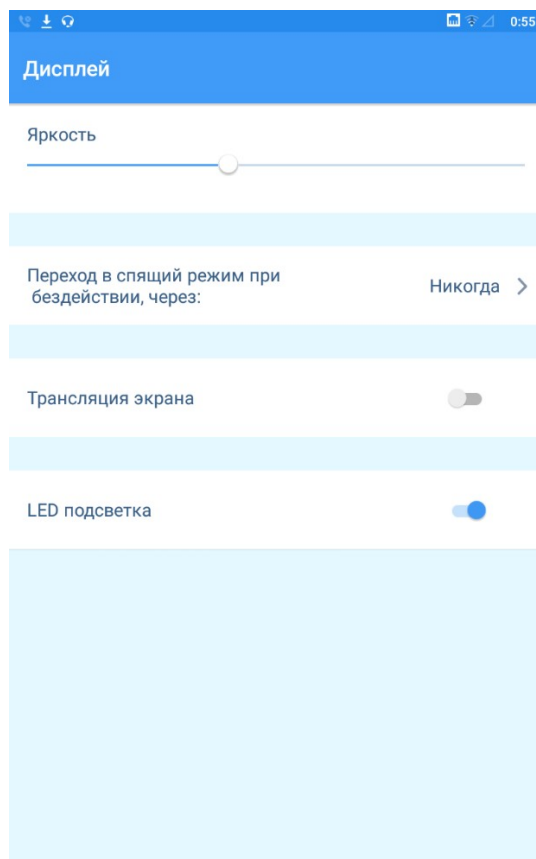 0:55
Дисплей
Яркость
Переход в спящий режим при
бездействии, через:
Никогда
Трансляция экрана
LED подсветка